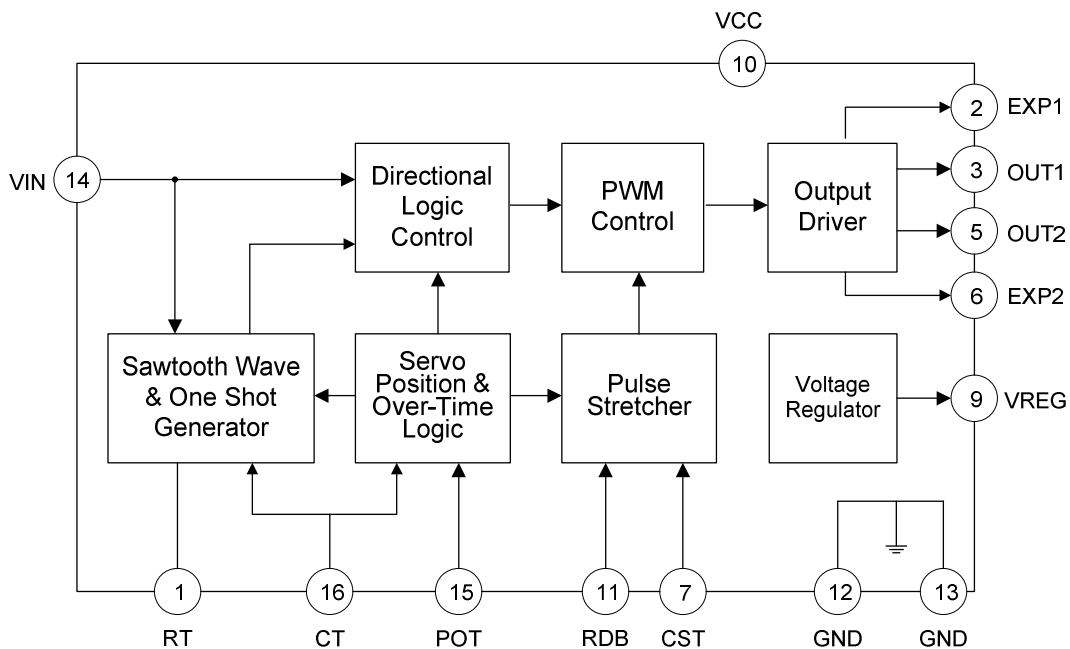 VCC
10
2 EXP1
VIN 14
Directional
Logic
Control
PWM
Control
Output
Driver
3 OUT1
5 OUT2
6 EXP2
Sawtooth Wave
& One Shot
Generator
Servo
Position &
Over-Time
Logic
Pulse
Stretcher
Voltage
Regulator
9 VREG
1 16 15 11 7 12 13
RT CT POT RDB CST GND GND